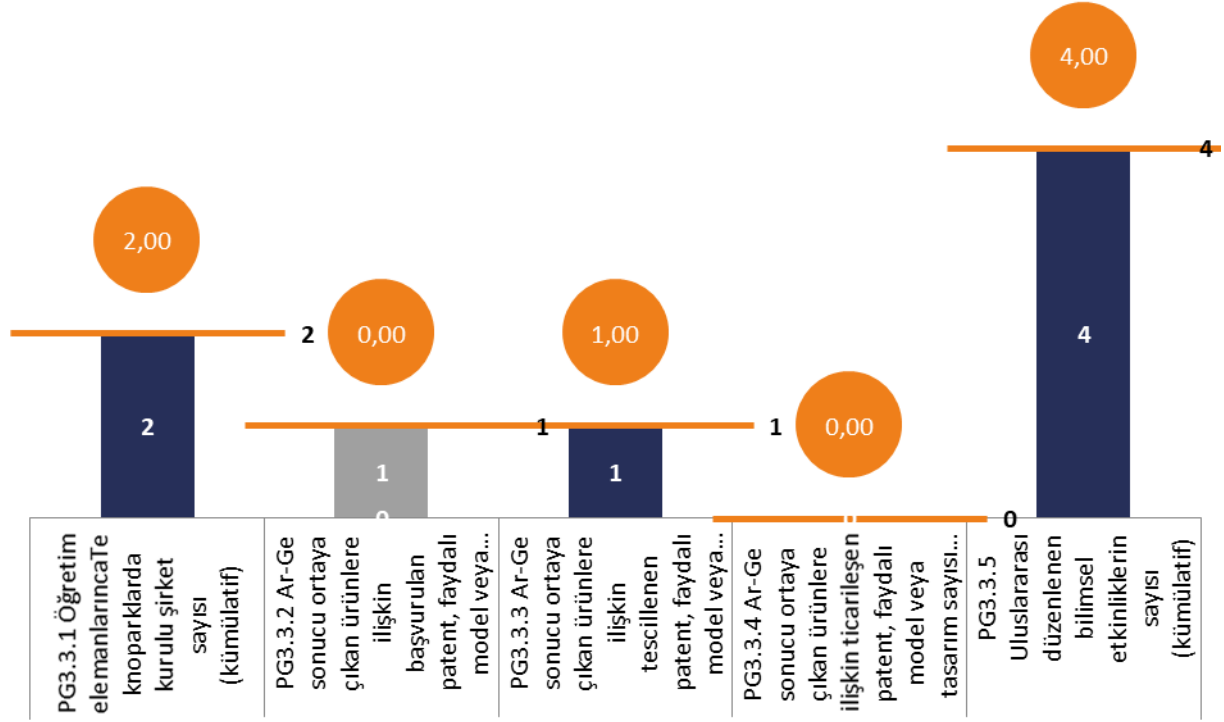 4,00
4
2,00
2
0,00
1,00
4
2
1
1
0,00
1
1
0
0
0
PG3.3.1 Öğretim
elemanlarıncaTe
knoparklarda
kurulu şirket
sayısı
(kümülatif)
PG3.3.2 Ar-Ge
sonucu ortaya
çıkan ürünlere
ilişkin
başvurulan
patent, faydalı
model veya...
PG3.3.3 Ar-Ge
sonucu ortaya
çıkan ürünlere
ilişkin
tescillenen
patent, faydalı
model veya...
PG3.3.4 Ar-Ge
sonucu ortaya
çıkan ürünlere
ilişkin ticarileşen
patent, faydalı
model veya
tasarım sayısı...
PG3.3.5
Uluslararası
düzenlenen
bilimsel
etkinliklerin
sayısı
(kümülatif)